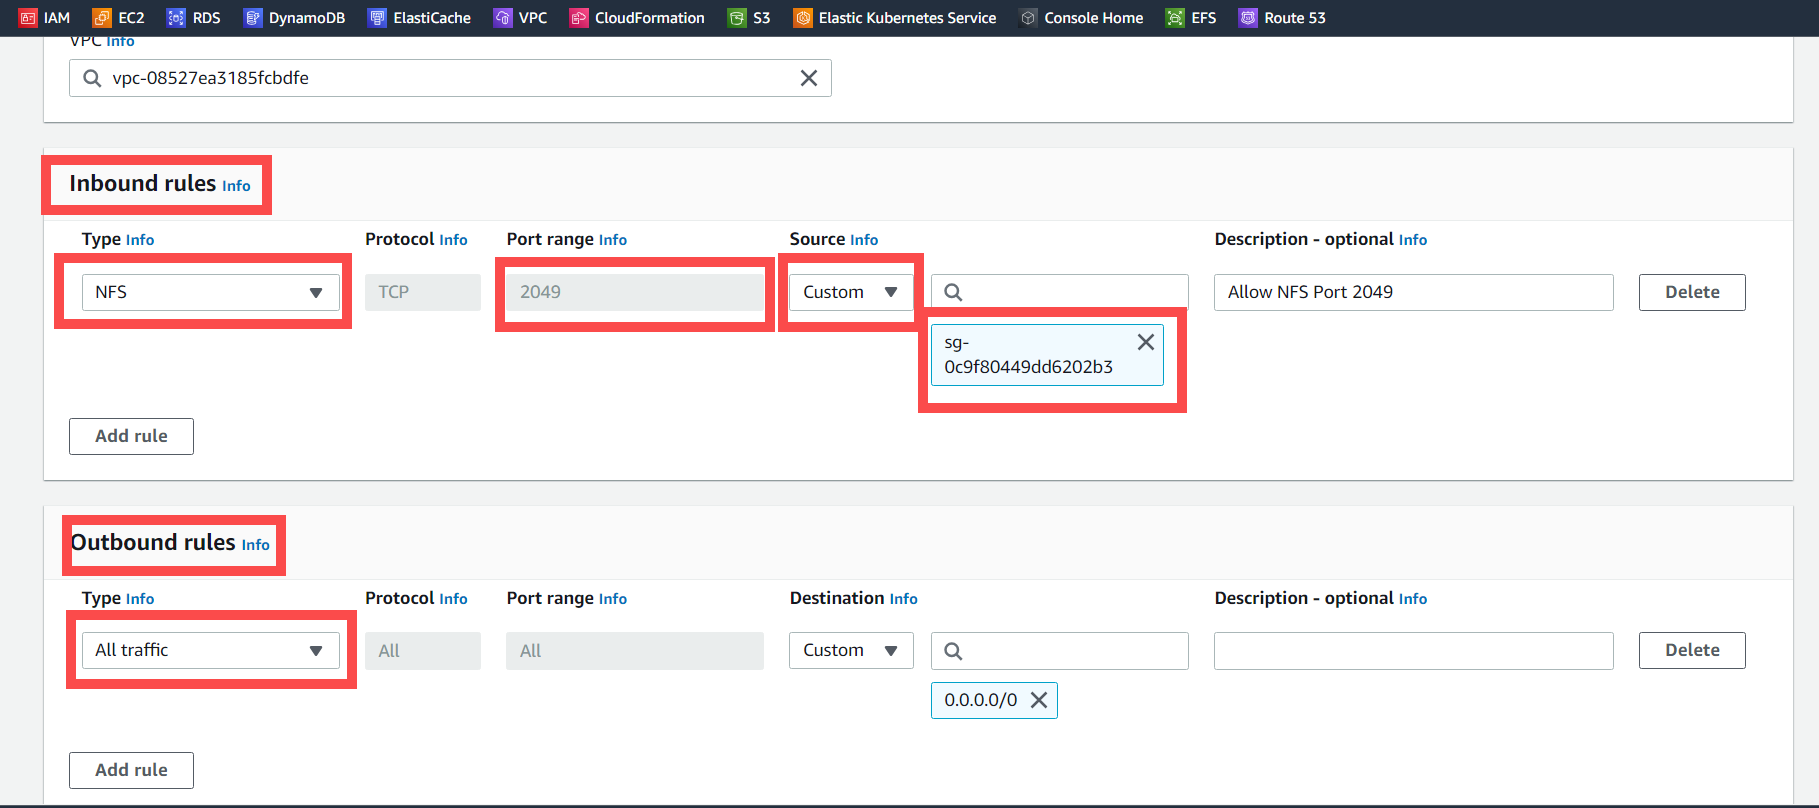 IAM EC2 RDS DynamoDB ElastiCache VPC CloudFormation S3 Elastic Kubernetes Service Console Home EFS Route 53
VPC Info
vpc-08527ea3185fcbdfe
Inbound rules Info
Type Info Protocol Info Port range Info Source Info Description - optional Info
NFS TCP 2049 Custom Allow NFS Port 2049 Delete
sg-
0c9f80449dd6202b3
Add rule
Outbound rules Info
Type Info Protocol Info Port range Info Destination Info Description - optional Info
All traffic All All Custom Delete
0.0.0.0/0
Add rule